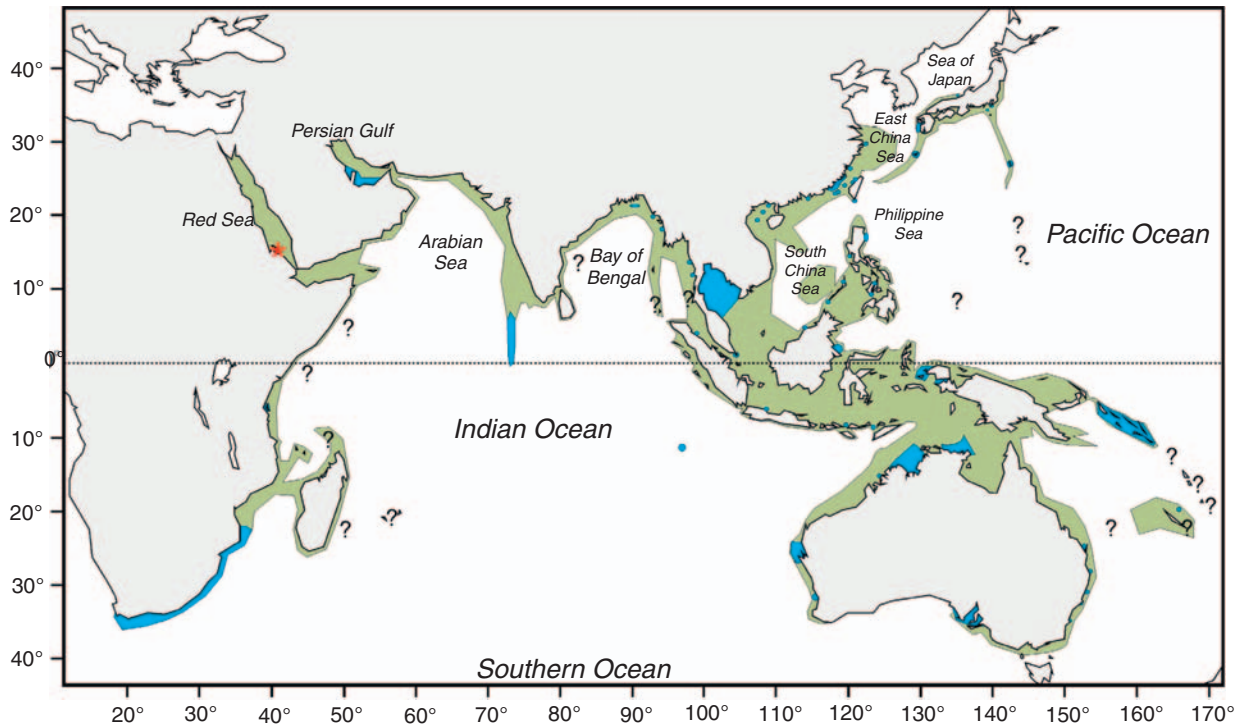 Sea of
Japan
40°
Persian Gulf
East
China
Sea
30°
Red Sea
Philippine
Sea
20°
?
Pacific Ocean
Arabian
Sea
Bay of
Bengal
?
South
China
Sea
?
10°
?
?
?
?
0°
?
Indian Ocean
10°
?
?
?
20°
?
?
?
?
?
30°
40°
Southern Ocean
20°
30°
40°
50°
60°
70°
80°
90°
100°
110°
120°
130°
140°
150°
160°
170°